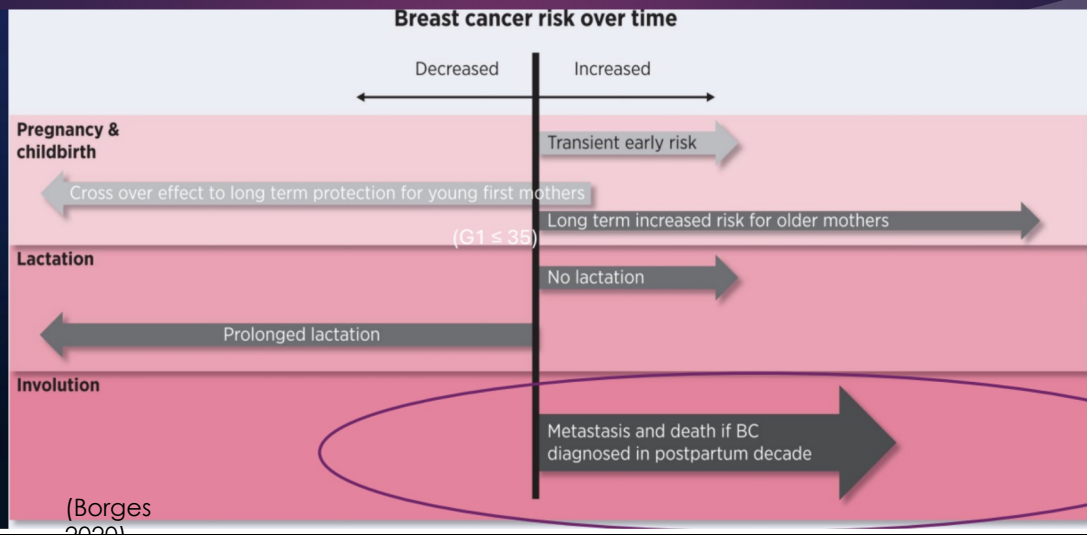 Breast cancer risk over time
Decreased
Increased
Pregnancy &
childbirth
Transient early risk
Cross over effect to long term protection for young first mothers
Long term increased risk for older mothers
(G1 ≤ 35)
Lactation
No lactation
Prolonged lactation
Involution
Metastasis and death if BC
diagnosed in postpartum decade
(Borges